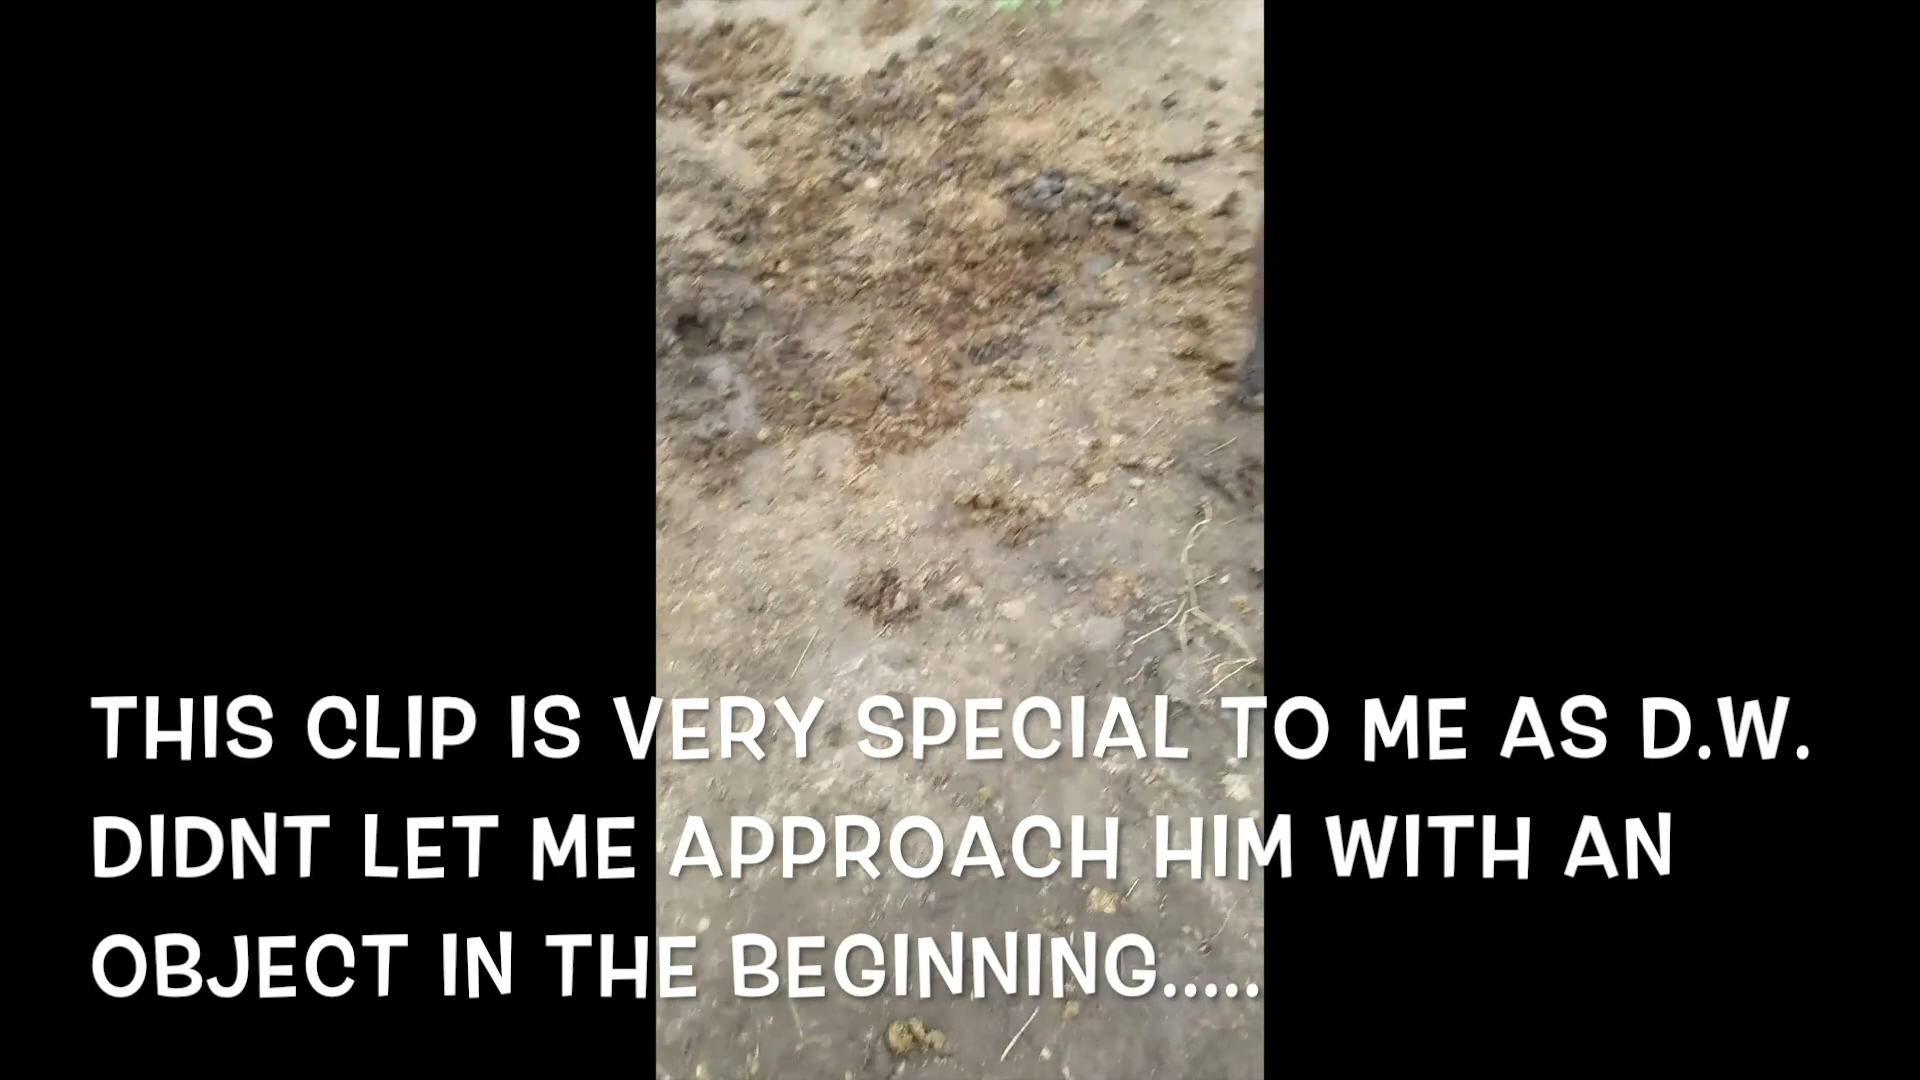 THIS CLIP IS VERY SPECIAL TO ME AS D.W.
DIDNT LET ME APPROACH HIM WITH AN
OBJECT IN THE BEGINNING.....